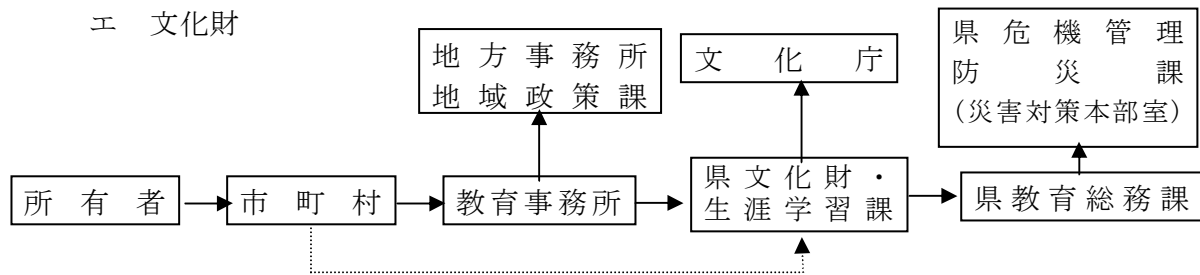 エ 文化財
地方事務所
地域政策課
文化庁
県危機管理
防災課
(災害対策本部室)
所有者
市町村
教育事務所
県文化財・
生涯学習課
県教育総務課